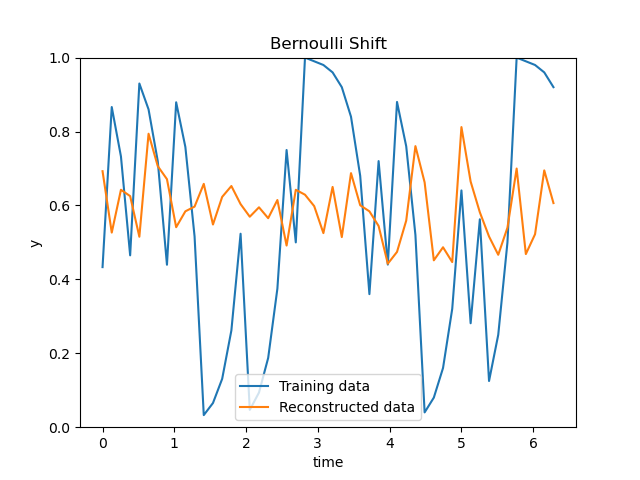 Bernoulli Shift
1.0
0.8
0.6
0.4
0.2
0.0
y
Training data
Reconstructed data
0 1 2 3 4 5 6
time